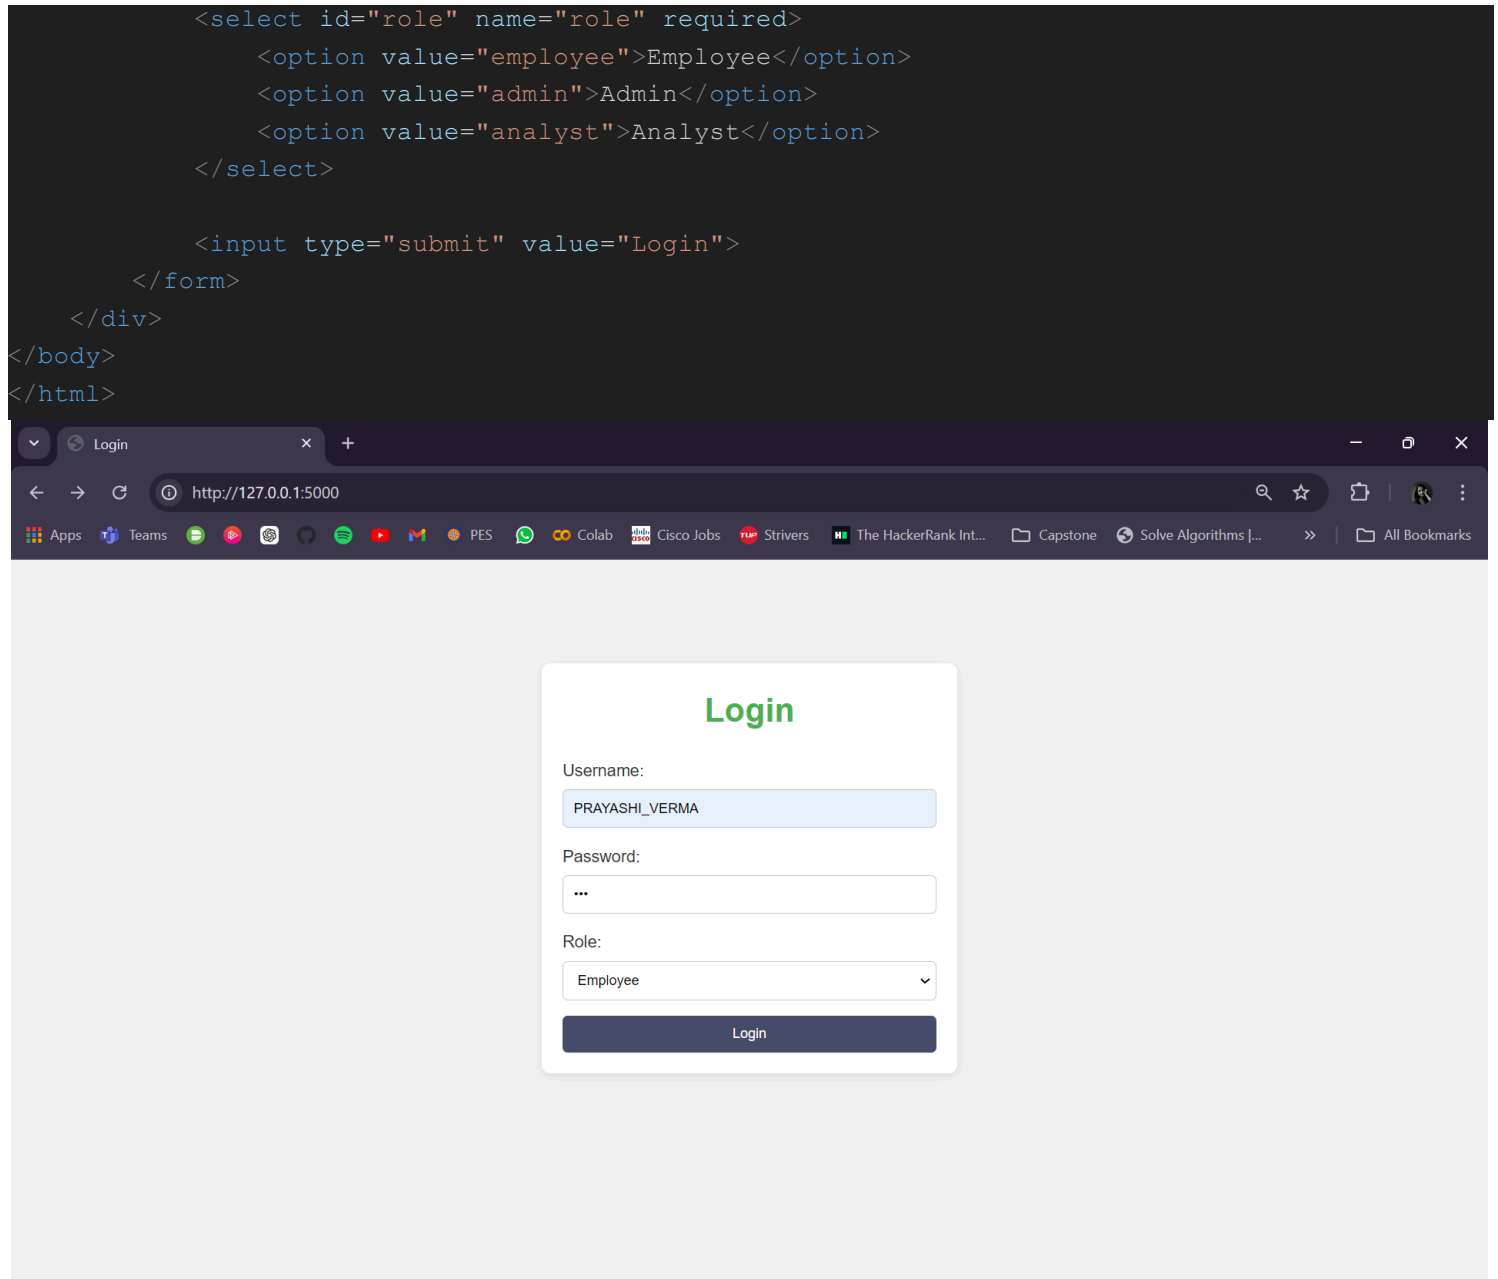 <select id="role" name="role" required>
<option value="employee">Employee</option>
<option value="admin">Admin</option>
<option value="analyst">Analyst</option>
</select>
<input type="submit" value="Login">
</form>
</div>
</body>
</html>
Login
http://127.0.0.1:5000
Apps Teams PES Colab cisco Cisco Jobs TUF Strivers H The HackerRank Int... Capstone Solve Algorithms |... » All Bookmarks
Login
Username:
PRAYASHI_VERMA
Password:
•••
Role:
Employee
Login